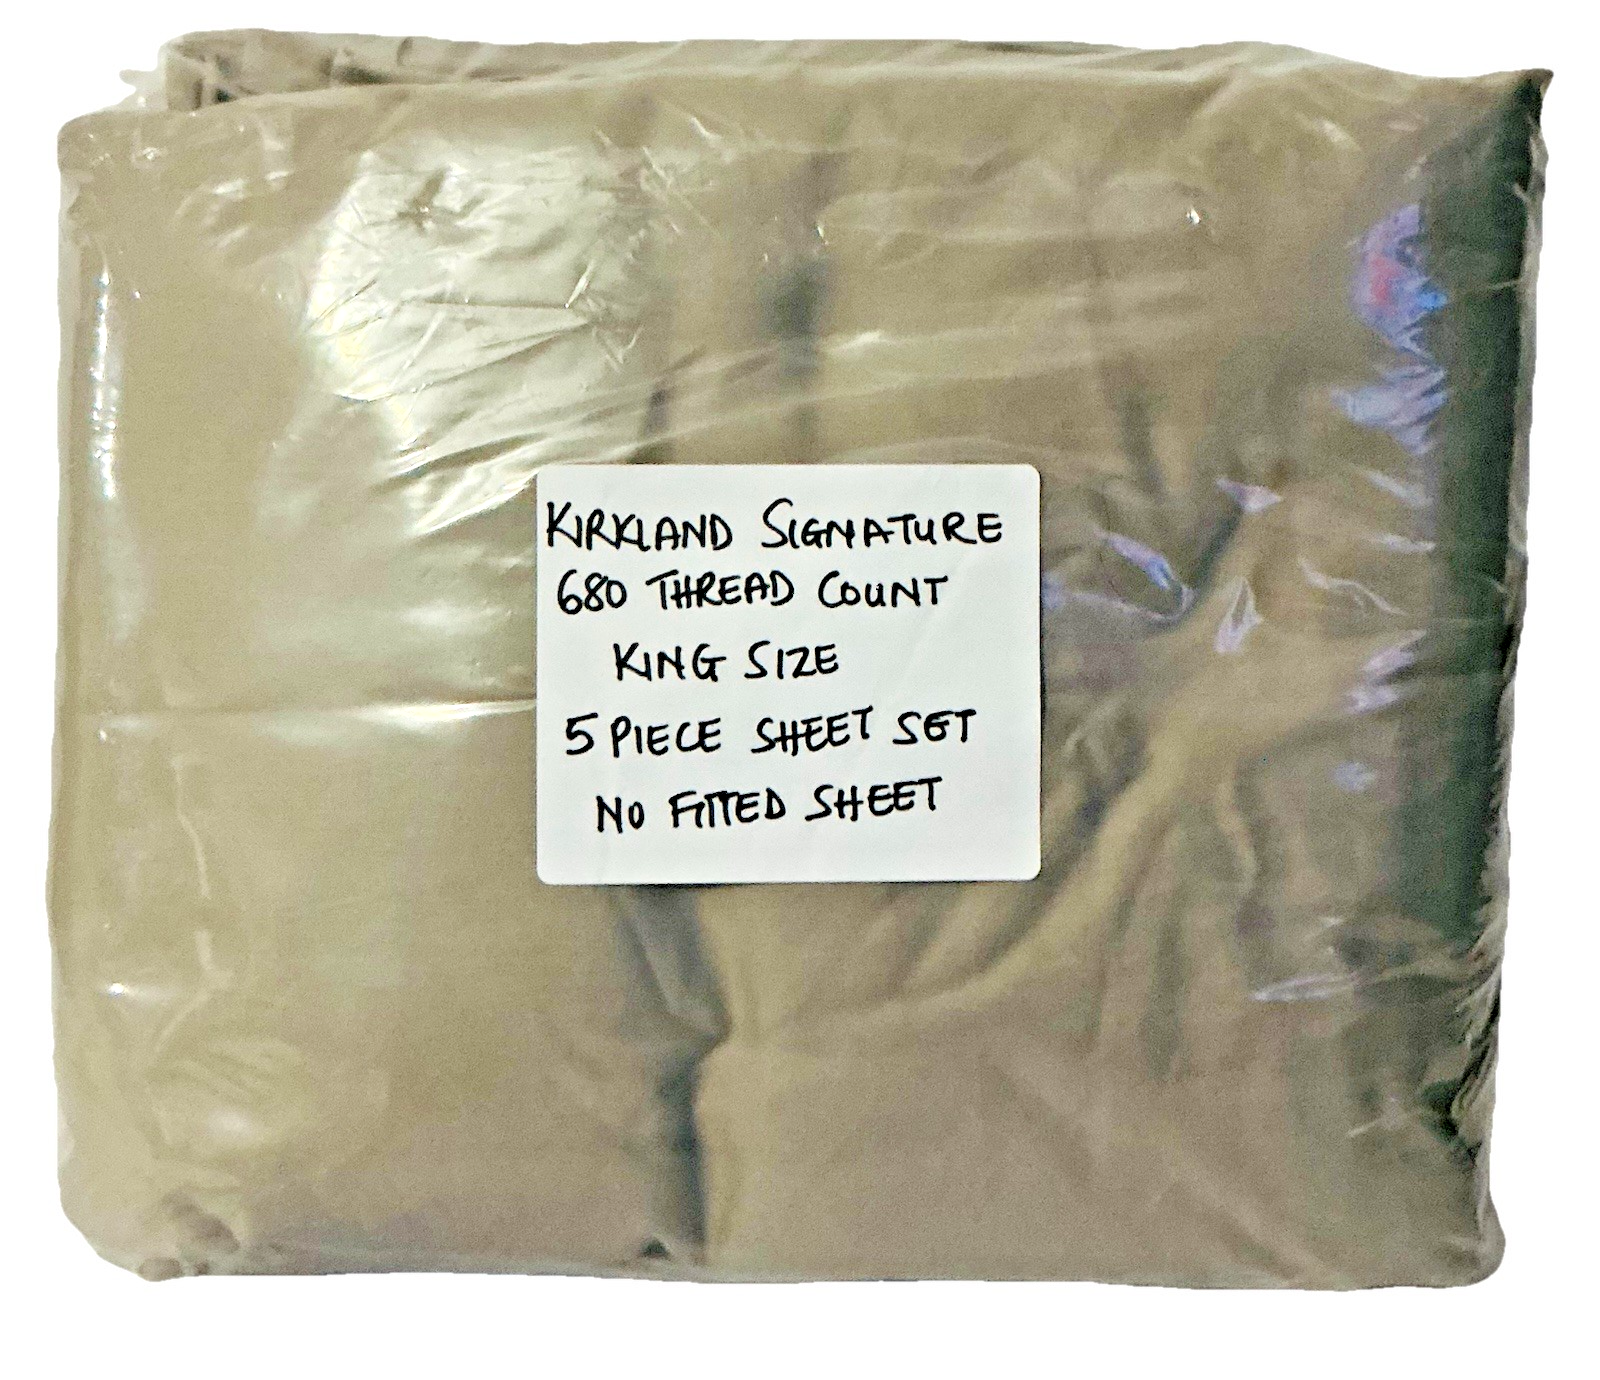 KIRKLAND SIGNATURE
680 THREAD COUNT
KING SIZE
5 PIECE SHEET SET
NO FITTED SHEET